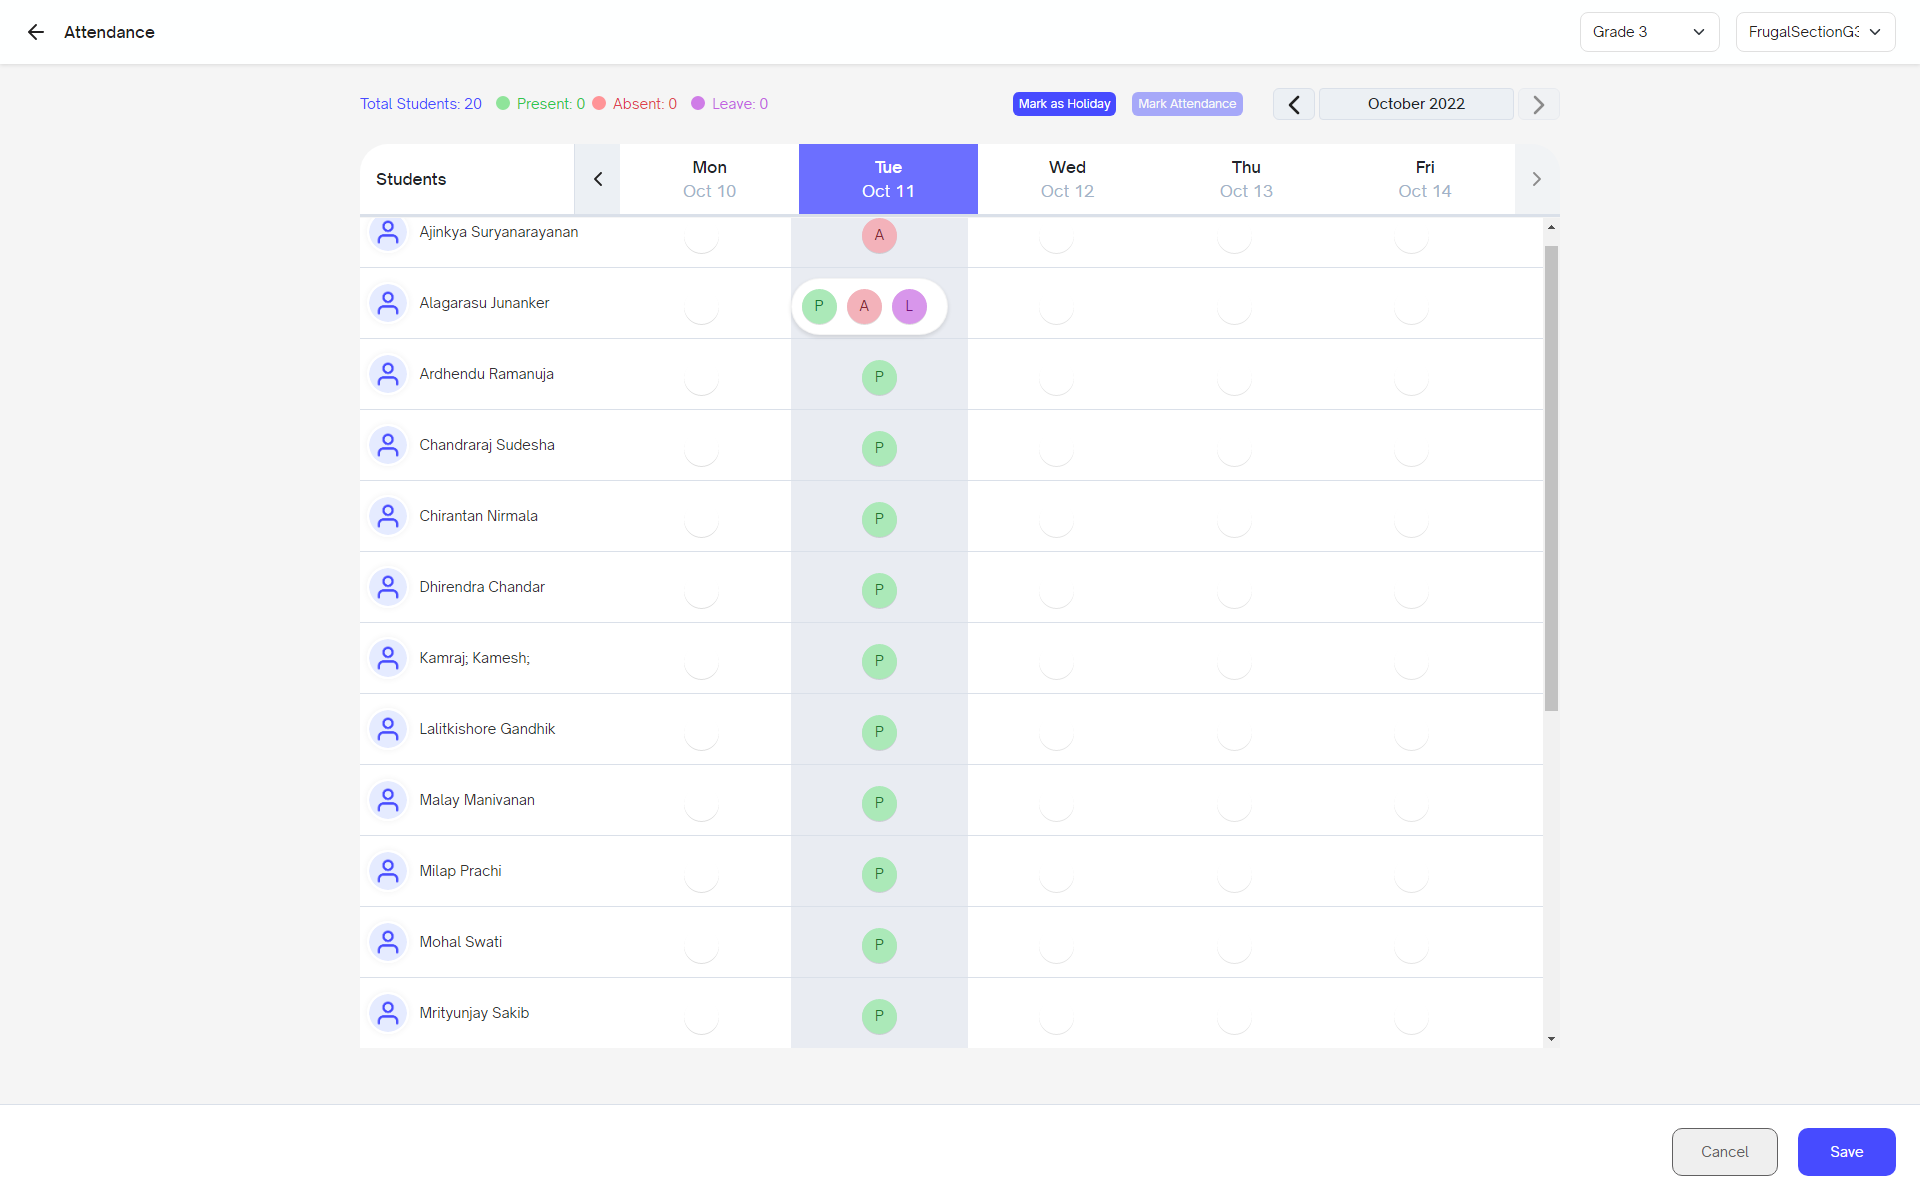 Attendance
Grade 3
FrugalSectionG3
Total Students: 20
Present: 0
Absent: 0
Leave: 0
Mark as Holiday
Mark Attendance
October 2022
Students
Mon
Oct 10
Tue
Oct 11
Wed
Oct 12
Thu
Oct 13
Fri
Oct 14
Ajinkya Suryanarayanan
A
Alagarasu Junanker
P A L
Ardhendu Ramanuja
P
Chandraraj Sudesha
P
Chirantan Nirmala
P
Dhirendra Chandar
P
Kamraj; Kamesh;
P
Lalitkishore Gandhik
P
Malay Manivanan
P
Milap Prachi
P
Mohal Swati
P
Mrityunjay Sakib
P
Cancel
Save